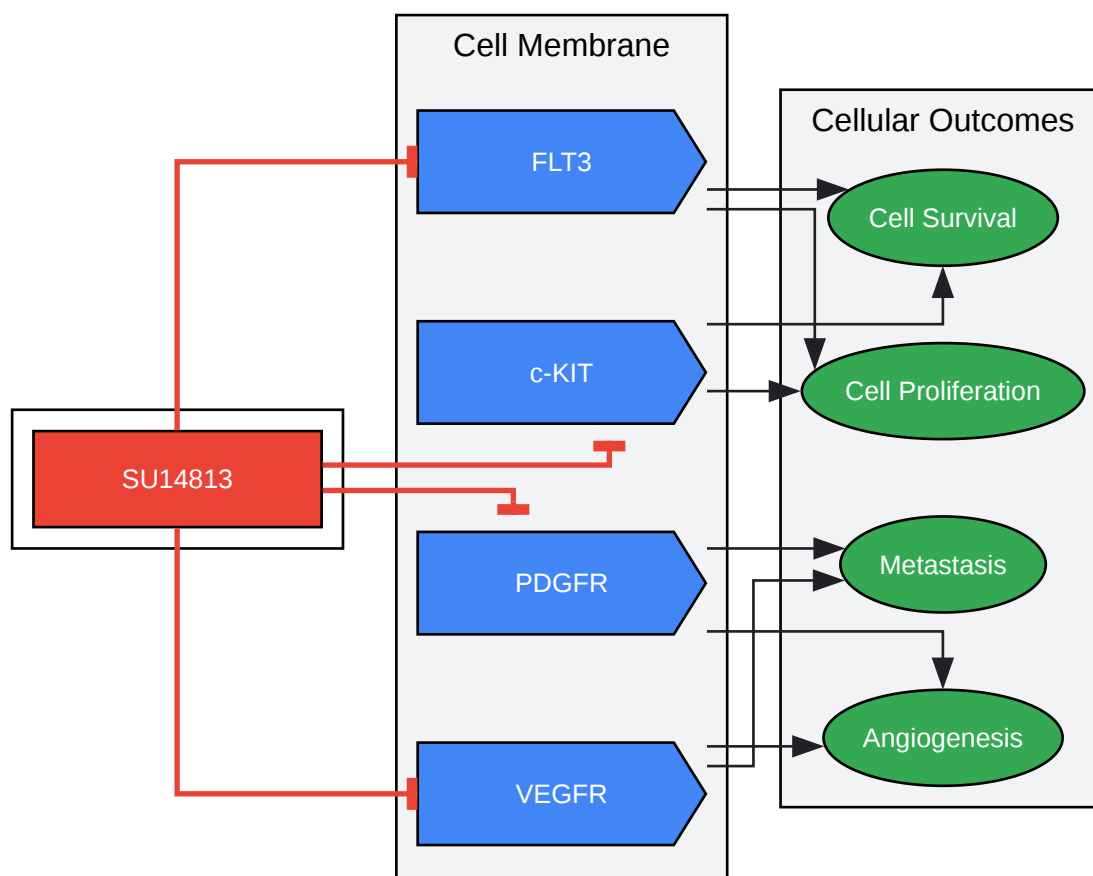 Cell Membrane
Cellular Outcomes
FLT3
Cell Survival
c-KIT
Cell Proliferation
SU14813
PDGFR
Metastasis
VEGFR
Angiogenesis